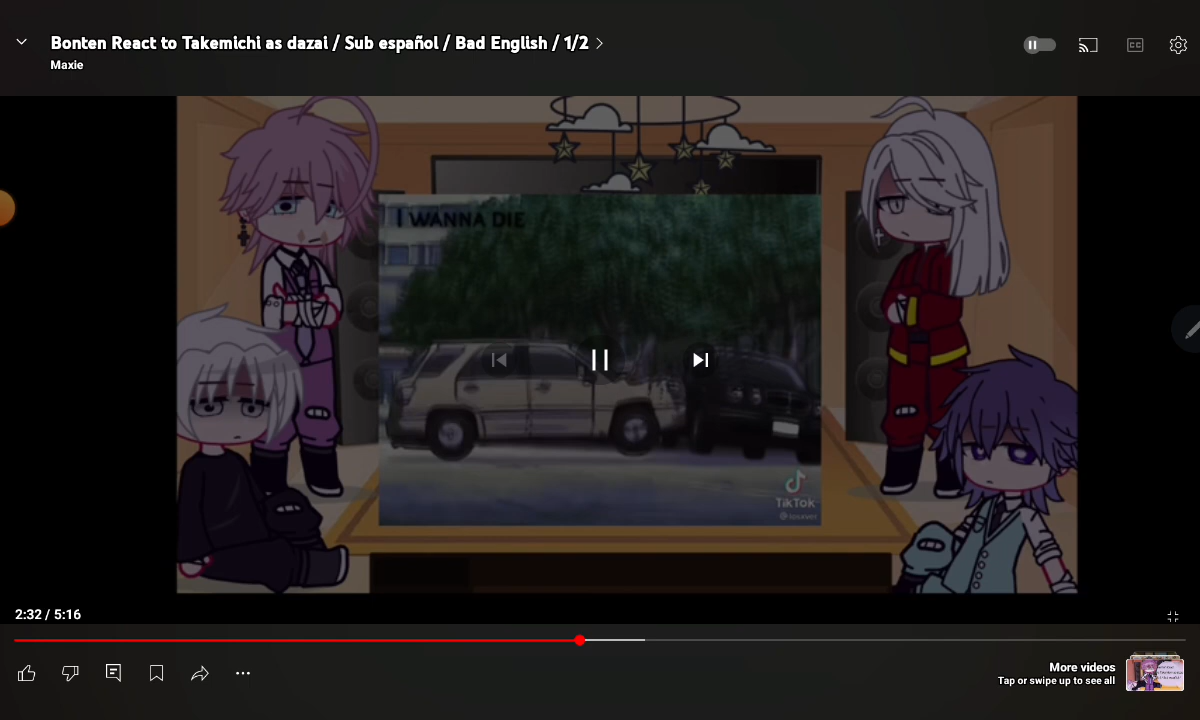 Bonten React to Takemichi as dazai / Sub español / Bad English / 1/2
Maxie
CC
I WANNA DIE
TikTok
2:32 / 5:16
More videos
Tap or swipe up to see all